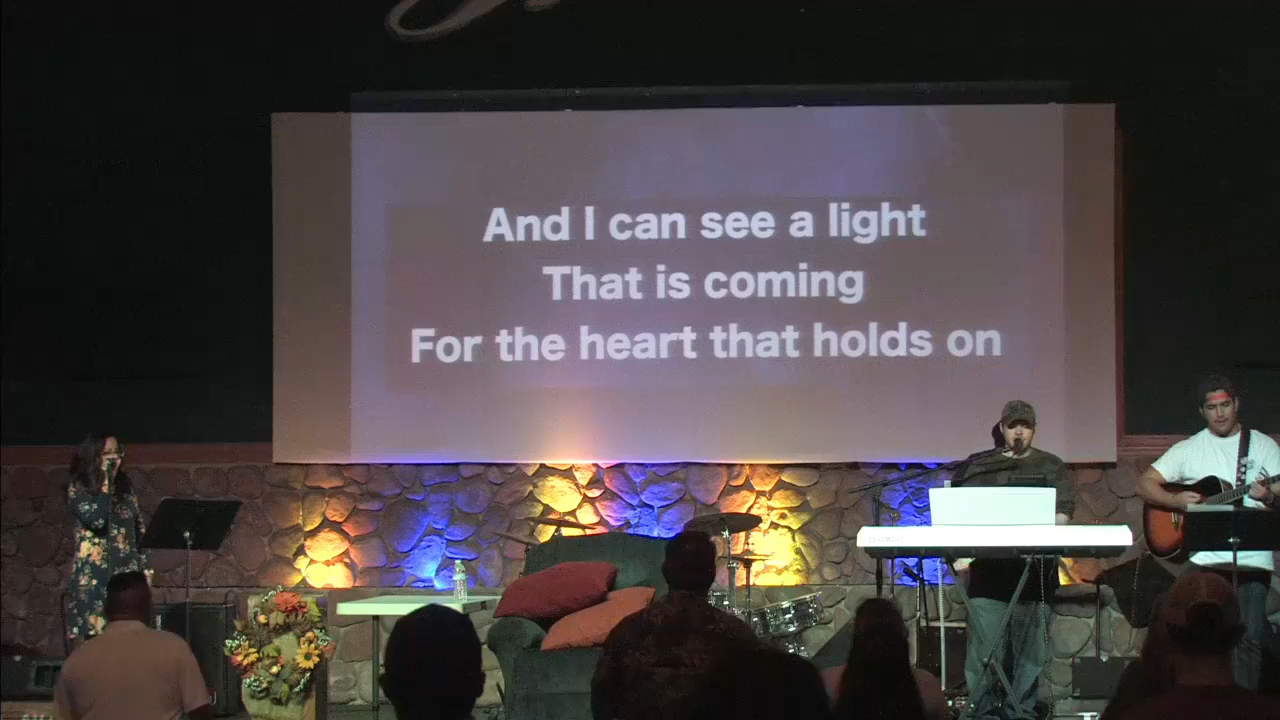 And I can see a light
That is coming
For the heart that holds on